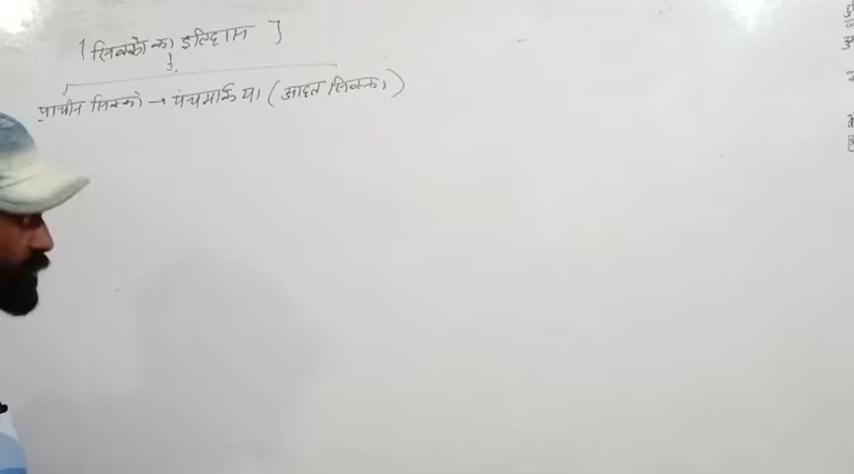 [ सिक्को का इतिहास ]
प्राचीन सिक्को → पंचमार्क या ( आहत सिक्का )